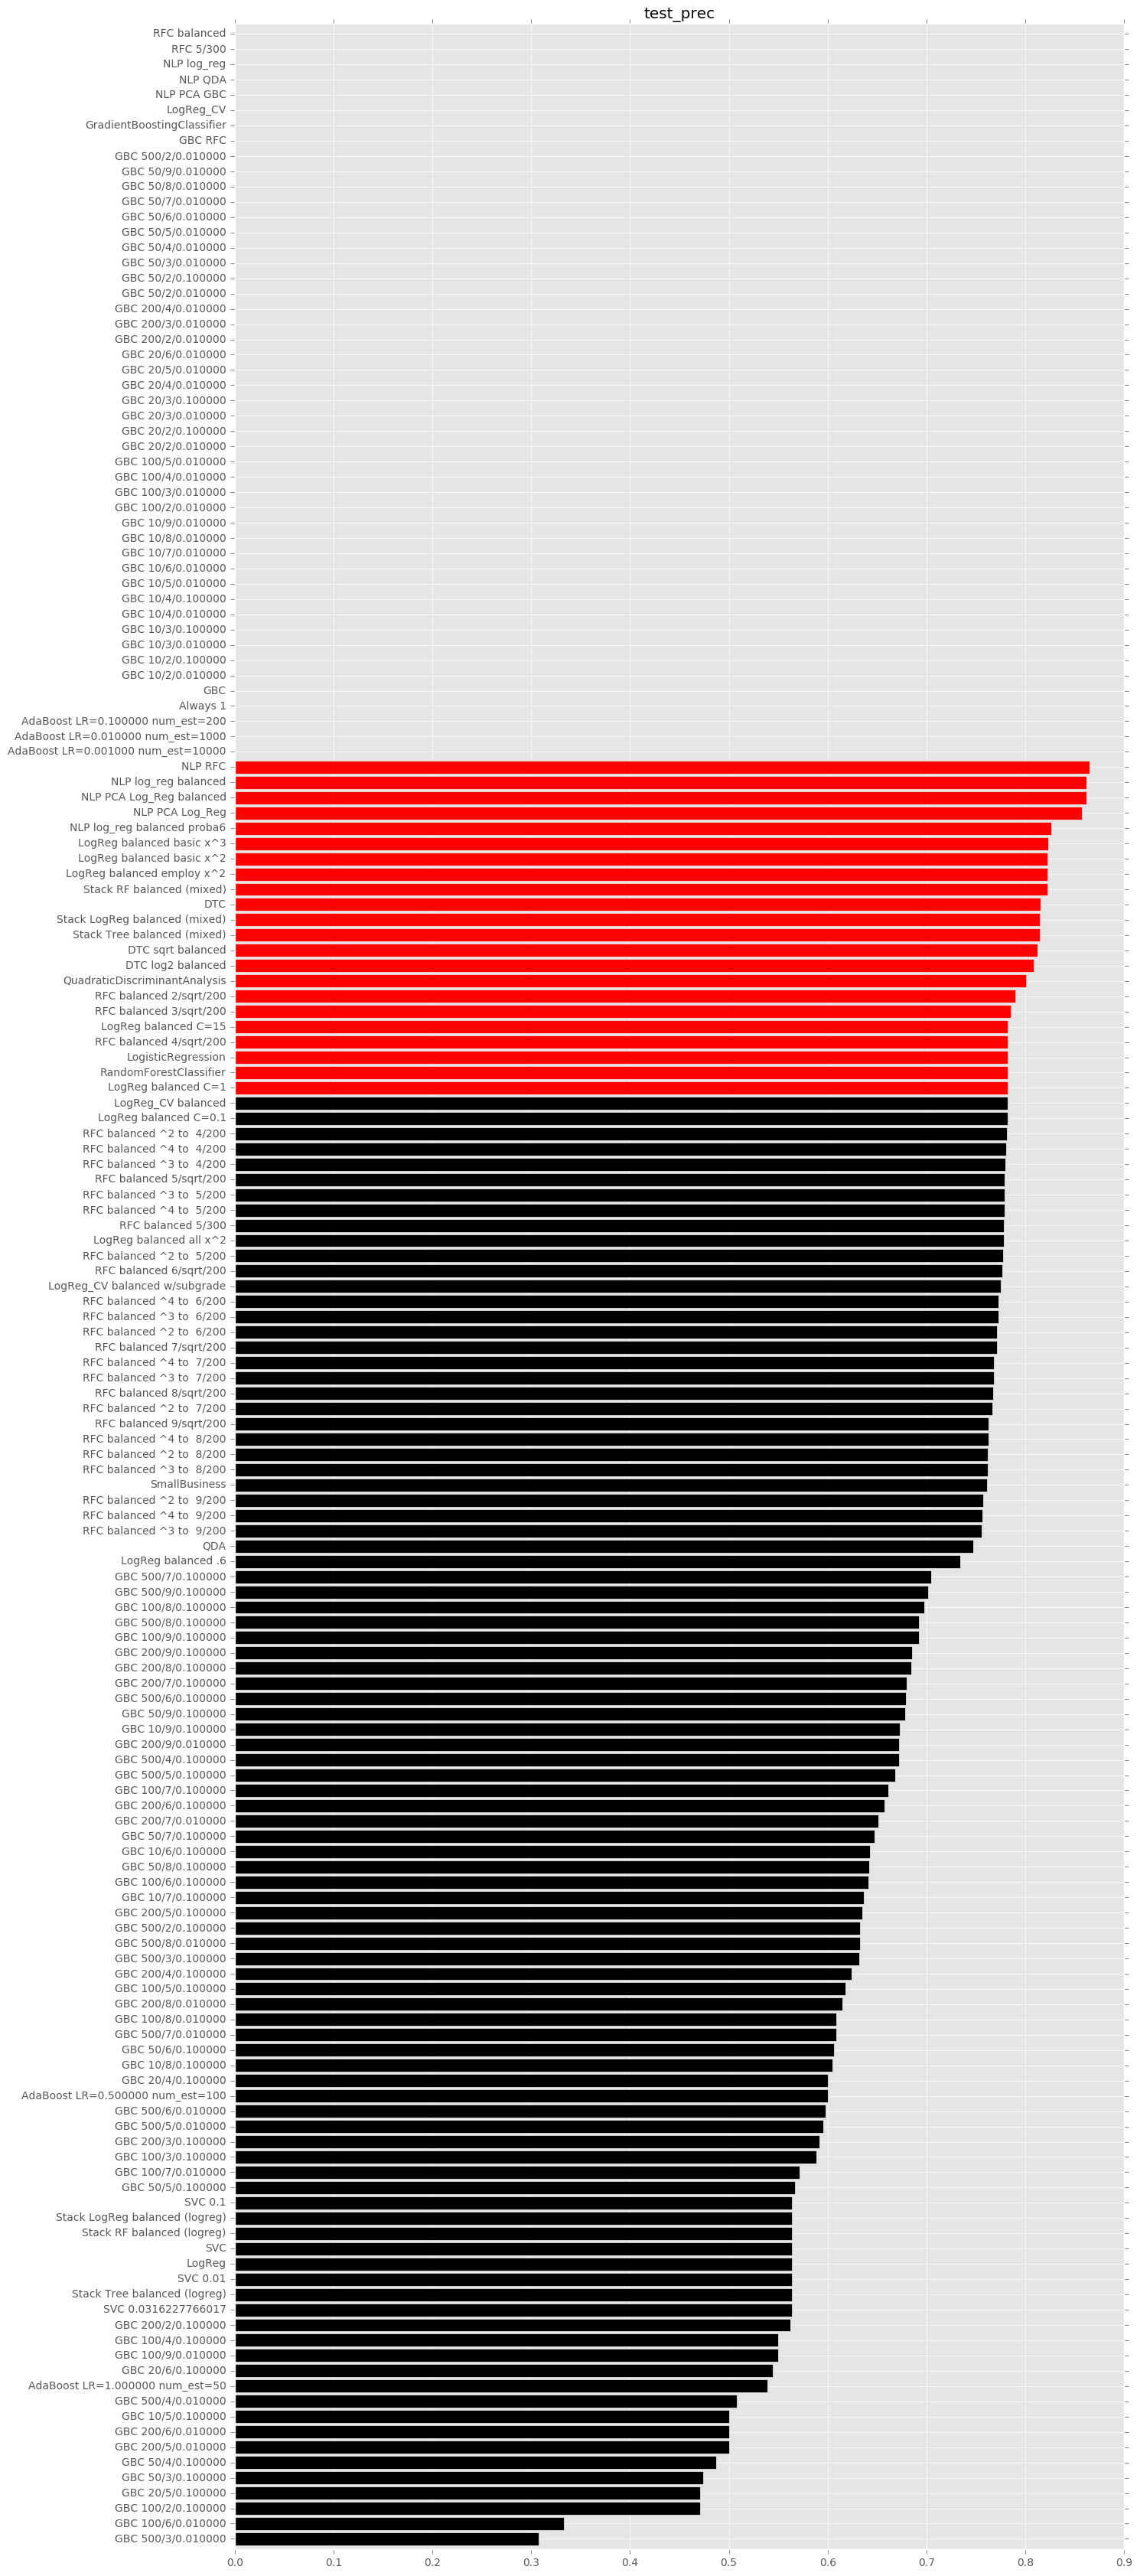 test_prec
RFC balanced
RFC 5/300
NLP log_reg
NLP QDA
NLP PCA GBC
LogReg_CV
GradientBoostingClassifier
GBC RFC
GBC 500/2/0.010000
GBC 50/9/0.010000
GBC 50/8/0.010000
GBC 50/7/0.010000
GBC 50/6/0.010000
GBC 50/5/0.010000
GBC 50/4/0.010000
GBC 50/3/0.010000
GBC 50/2/0.100000
GBC 50/2/0.010000
GBC 200/4/0.010000
GBC 200/3/0.010000
GBC 200/2/0.010000
GBC 20/6/0.010000
GBC 20/5/0.010000
GBC 20/4/0.010000
GBC 20/3/0.100000
GBC 20/3/0.010000
GBC 20/2/0.100000
GBC 20/2/0.010000
GBC 100/5/0.010000
GBC 100/4/0.010000
GBC 100/3/0.010000
GBC 100/2/0.010000
GBC 10/9/0.010000
GBC 10/8/0.010000
GBC 10/7/0.010000
GBC 10/6/0.010000
GBC 10/5/0.010000
GBC 10/4/0.100000
GBC 10/4/0.010000
GBC 10/3/0.100000
GBC 10/3/0.010000
GBC 10/2/0.100000
GBC 10/2/0.010000
GBC
Always 1
AdaBoost LR=0.100000 num_est=200
AdaBoost LR=0.010000 num_est=1000
AdaBoost LR=0.001000 num_est=10000
NLP RFC
NLP log_reg balanced
NLP PCA Log_Reg balanced
NLP PCA Log_Reg
NLP log_reg balanced proba6
LogReg balanced basic x^3
LogReg balanced basic x^2
LogReg balanced employ x^2
Stack RF balanced (mixed)
DTC
Stack LogReg balanced (mixed)
Stack Tree balanced (mixed)
DTC sqrt balanced
DTC log2 balanced
QuadraticDiscriminantAnalysis
RFC balanced 2/sqrt/200
RFC balanced 3/sqrt/200
LogReg balanced C=15
RFC balanced 4/sqrt/200
LogisticRegression
RandomForestClassifier
LogReg balanced C=1
LogReg_CV balanced
LogReg balanced C=0.1
RFC balanced ^2 to  4/200
RFC balanced ^4 to  4/200
RFC balanced ^3 to  4/200
RFC balanced 5/sqrt/200
RFC balanced ^3 to  5/200
RFC balanced ^4 to  5/200
RFC balanced 5/300
LogReg balanced all x^2
RFC balanced ^2 to  5/200
RFC balanced 6/sqrt/200
LogReg_CV balanced w/subgrade
RFC balanced ^4 to  6/200
RFC balanced ^3 to  6/200
RFC balanced ^2 to  6/200
RFC balanced 7/sqrt/200
RFC balanced ^4 to  7/200
RFC balanced ^3 to  7/200
RFC balanced 8/sqrt/200
RFC balanced ^2 to  7/200
RFC balanced 9/sqrt/200
RFC balanced ^4 to  8/200
RFC balanced ^2 to  8/200
RFC balanced ^3 to  8/200
SmallBusiness
RFC balanced ^2 to  9/200
RFC balanced ^4 to  9/200
RFC balanced ^3 to  9/200
QDA
LogReg balanced .6
GBC 500/7/0.100000
GBC 500/9/0.100000
GBC 100/8/0.100000
GBC 500/8/0.100000
GBC 100/9/0.100000
GBC 200/9/0.100000
GBC 200/8/0.100000
GBC 200/7/0.100000
GBC 500/6/0.100000
GBC 50/9/0.100000
GBC 10/9/0.100000
GBC 200/9/0.010000
GBC 500/4/0.100000
GBC 500/5/0.100000
GBC 100/7/0.100000
GBC 200/6/0.100000
GBC 200/7/0.010000
GBC 50/7/0.100000
GBC 10/6/0.100000
GBC 50/8/0.100000
GBC 100/6/0.100000
GBC 10/7/0.100000
GBC 200/5/0.100000
GBC 500/2/0.100000
GBC 500/8/0.010000
GBC 500/3/0.100000
GBC 200/4/0.100000
GBC 100/5/0.100000
GBC 200/8/0.010000
GBC 100/8/0.010000
GBC 500/7/0.010000
GBC 50/6/0.100000
GBC 10/8/0.100000
GBC 20/4/0.100000
AdaBoost LR=0.500000 num_est=100
GBC 500/6/0.010000
GBC 500/5/0.010000
GBC 200/3/0.100000
GBC 100/3/0.100000
GBC 100/7/0.010000
GBC 50/5/0.100000
SVC 0.1
Stack LogReg balanced (logreg)
Stack RF balanced (logreg)
SVC
LogReg
SVC 0.01
Stack Tree balanced (logreg)
SVC 0.0316227766017
GBC 200/2/0.100000
GBC 100/4/0.100000
GBC 100/9/0.010000
GBC 20/6/0.100000
AdaBoost LR=1.000000 num_est=50
GBC 500/4/0.010000
GBC 10/5/0.100000
GBC 200/6/0.010000
GBC 200/5/0.010000
GBC 50/4/0.100000
GBC 50/3/0.100000
GBC 20/5/0.100000
GBC 100/2/0.100000
GBC 100/6/0.010000
GBC 500/3/0.010000
0.0 0.1 0.2 0.3 0.4 0.5 0.6 0.7 0.8 0.9